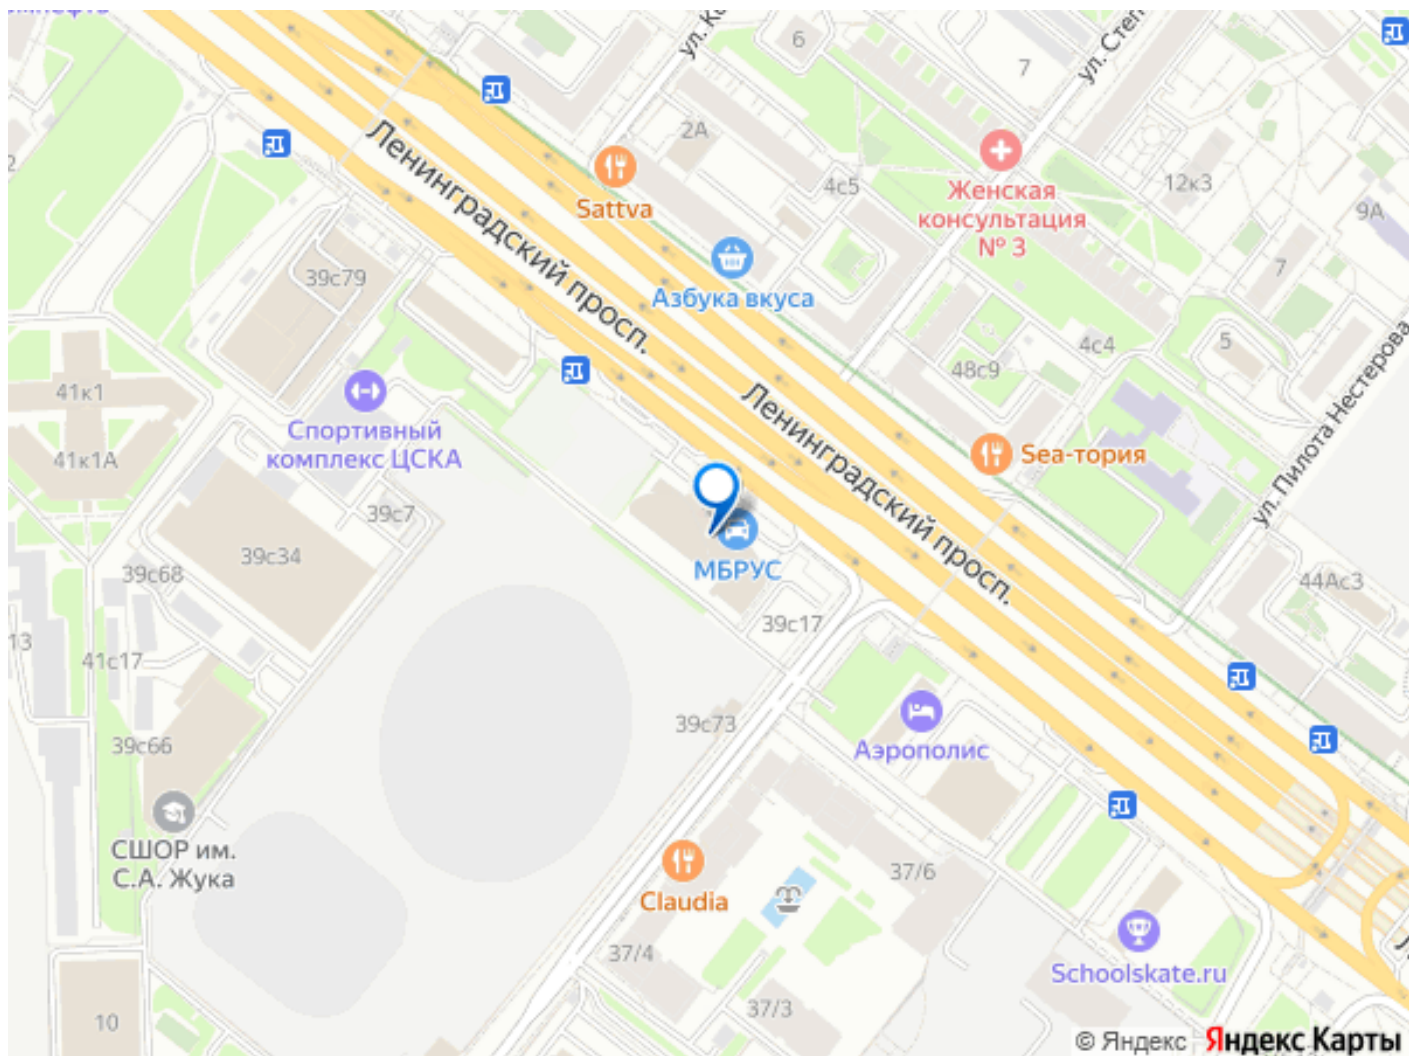 ул. Ко
6
ул. Степ
7
2А
4с5
Sattva
Женская
консультация
№ 3
12к3
9А
7
Ленинградский просп.
39с79
Азбука вкуса
4с4
5
48с9
41к1
Спортивный
комплекс ЦСКА
41к1А
Ленинградский просп.
Sea-тория
ул. Пилота Нестерова
39с7
39с34
39с68
МБРУС
44Ас3
39с17
13
41с17
39с73
39с66
Аэрополис
СШОР им.
С.А. Жука
37/6
Claudia
37/4
Schoolskate.ru
37/3
10
© Яндекс
Яндекс Карты